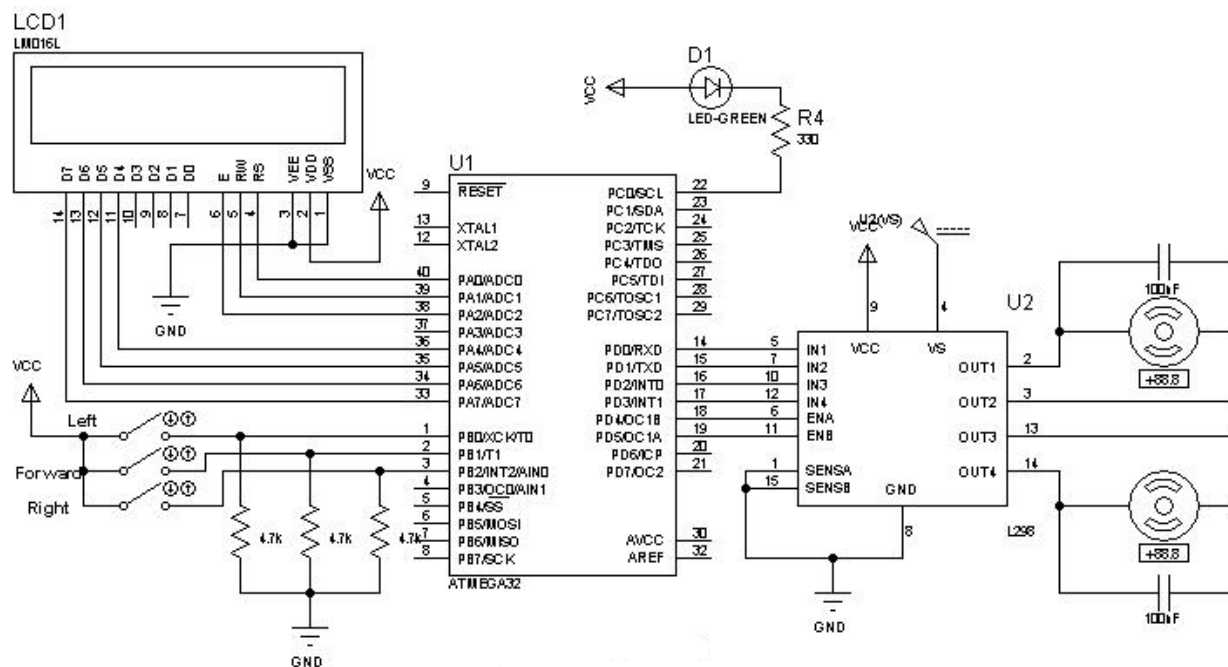 LCD1
LM016L
D7 D6 D5 D4 D3 D2 D1 D0 E RW RS VEE VDD VSS
14 13 12 11 10 9 8 7 6 5 4 3 2 1
VCC
GND
VCC
Left
Forward
Right
4.7k 4.7k 4.7k
GND
U1
9 RESET
13 XTAL1
12 XTAL2
40 PA0/ADC0
39 PA1/ADC1
38 PA2/ADC2
37 PA3/ADC3
36 PA4/ADC4
35 PA5/ADC5
34 PA6/ADC6
33 PA7/ADC7
1 PB0/XCK/T0
2 PB1/T1
3 PB2/INT2/AIN0
4 PB3/OC0/AIN1
5 PB4/SS
6 PB5/MOSI
7 PB6/MISO
8 PB7/SCK
PC0/SCL 22
PC1/SDA 23
PC2/TCK 24
PC3/TMS 25
PC4/TDO 26
PC5/TDI 27
PC6/TOSC1 28
PC7/TOSC2 29
PD0/RXD 14
PD1/TXD 15
PD2/INT0 16
PD3/INT1 17
PD4/OC1B 18
PD5/OC1A 19
PD6/ICP 20
PD7/OC2 21
AVCC 30
AREF 32
ATMEGA32
VCC
D1
LED-GREEN
R4
330
VCC
U2(VS)
9 4
U2
VCC VS
5 IN1
7 IN2
10 IN3
12 IN4
6 ENA
11 ENB
1 SENSA
15 SENSB
GND
8
OUT1 2
OUT2 3
OUT3 13
OUT4 14
L298
GND
100nF
+88.8
+88.8
100nF